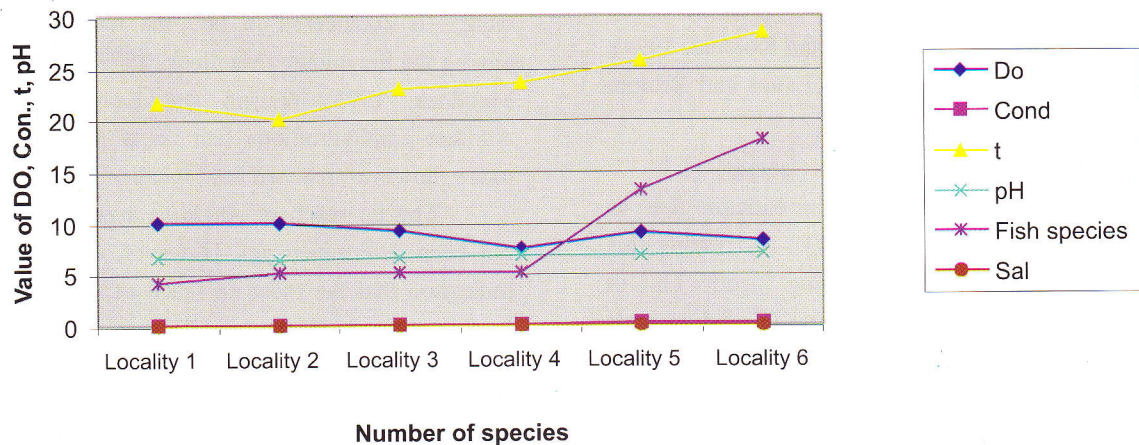 Value of DO, Con., t, pH
30
25
20
15
10
5
0
Locality 1 Locality 2 Locality 3 Locality 4 Locality 5 Locality 6
Number of species
Do
Cond
t
pH
Fish species
Sal